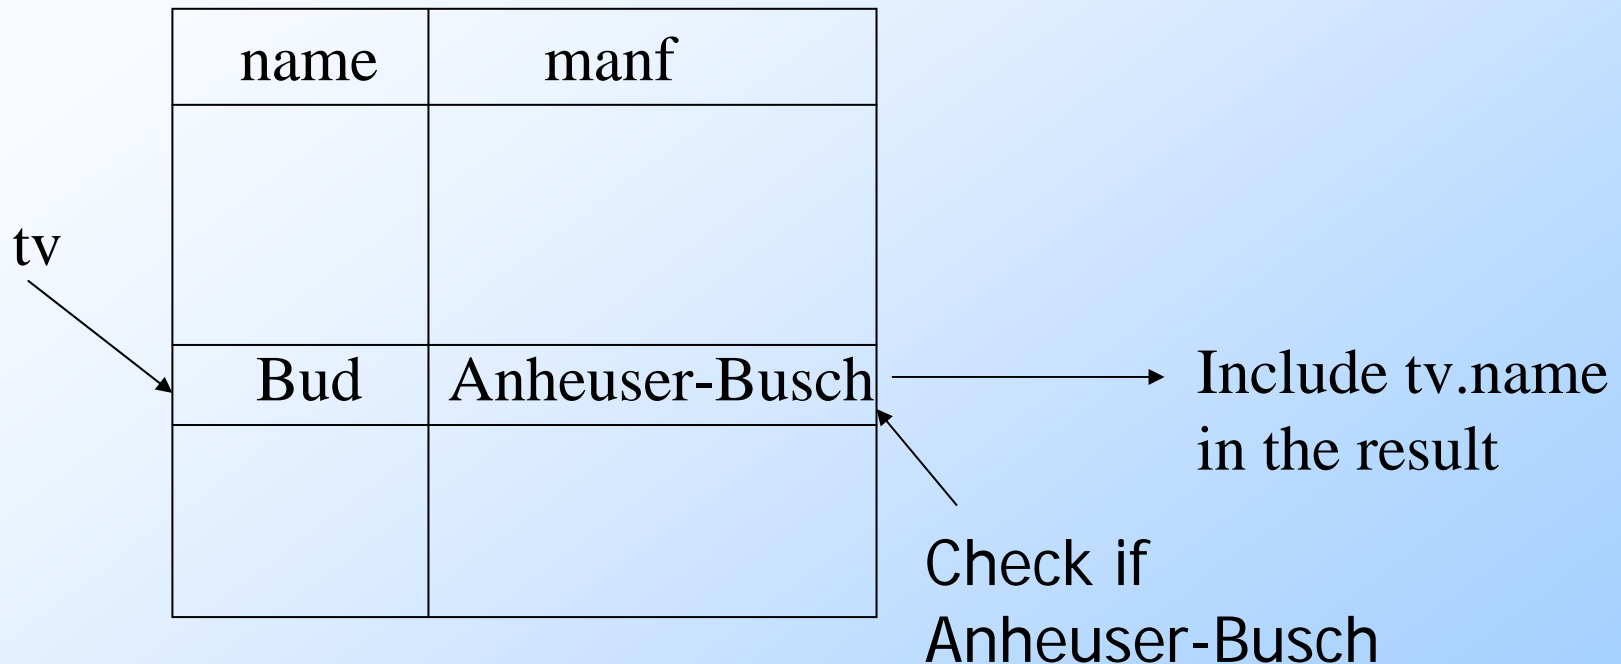 name manf
tv
Bud Anheuser-Busch
Include tv.name
in the result
Check if
Anheuser-Busch